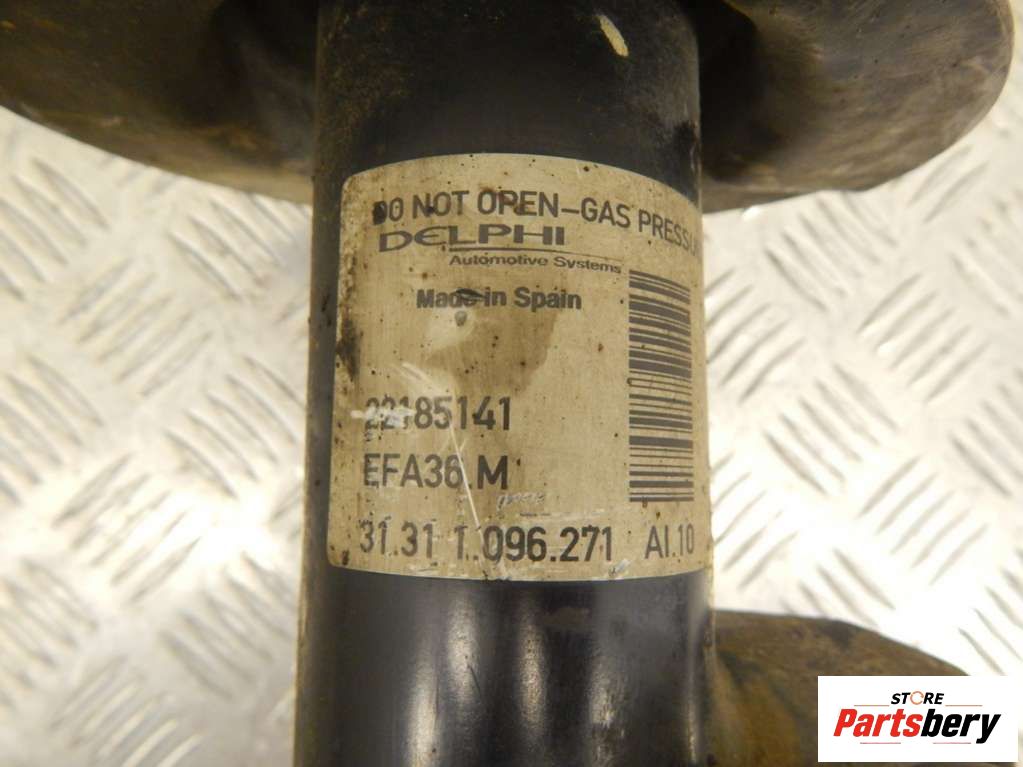 DO NOT OPEN-GAS PRESSU
DELPHI
Automotive Systems
Made in Spain
22185141
EFA36 M
31.31 1.096.271 AI.10
STORE
Partsbery